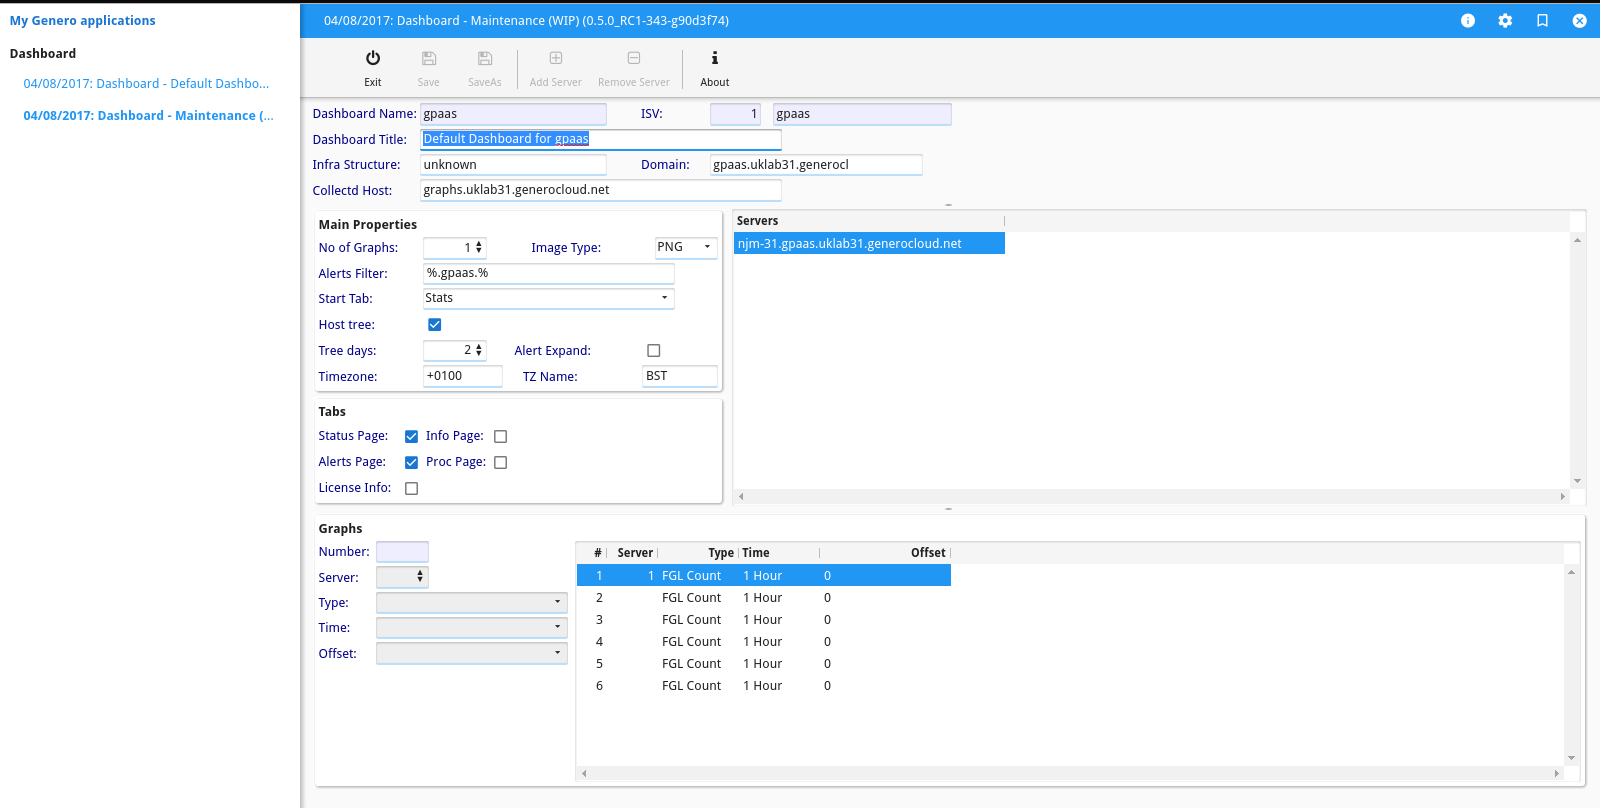 My Genero applications
04/08/2017: Dashboard - Maintenance (WIP) (0.5.0_RC1-343-g90d3f74)
Dashboard
04/08/2017: Dashboard - Default Dashbo...
04/08/2017: Dashboard - Maintenance (...
Exit Save SaveAs Add Server Remove Server About
Dashboard Name: gpaas ISV: 1 gpaas
Dashboard Title: Default Dashboard for gpaas
Infra Structure: unknown Domain: gpaas.uklab31.generocl
Collectd Host: graphs.uklab31.generocloud.net
Main Properties
No of Graphs: 1 Image Type: PNG
Alerts Filter: %.gpaas.%
Start Tab: Stats
Host tree:
Tree days: 2 Alert Expand:
Timezone: +0100 TZ Name: BST
Servers
njm-31.gpaas.uklab31.generocloud.net
Tabs
Status Page: Info Page:
Alerts Page: Proc Page:
License Info:
Graphs
Number:
Server:
Type:
Time:
Offset:
# Server Type Time Offset
1 1 FGL Count 1 Hour 0
2 FGL Count 1 Hour 0
3 FGL Count 1 Hour 0
4 FGL Count 1 Hour 0
5 FGL Count 1 Hour 0
6 FGL Count 1 Hour 0